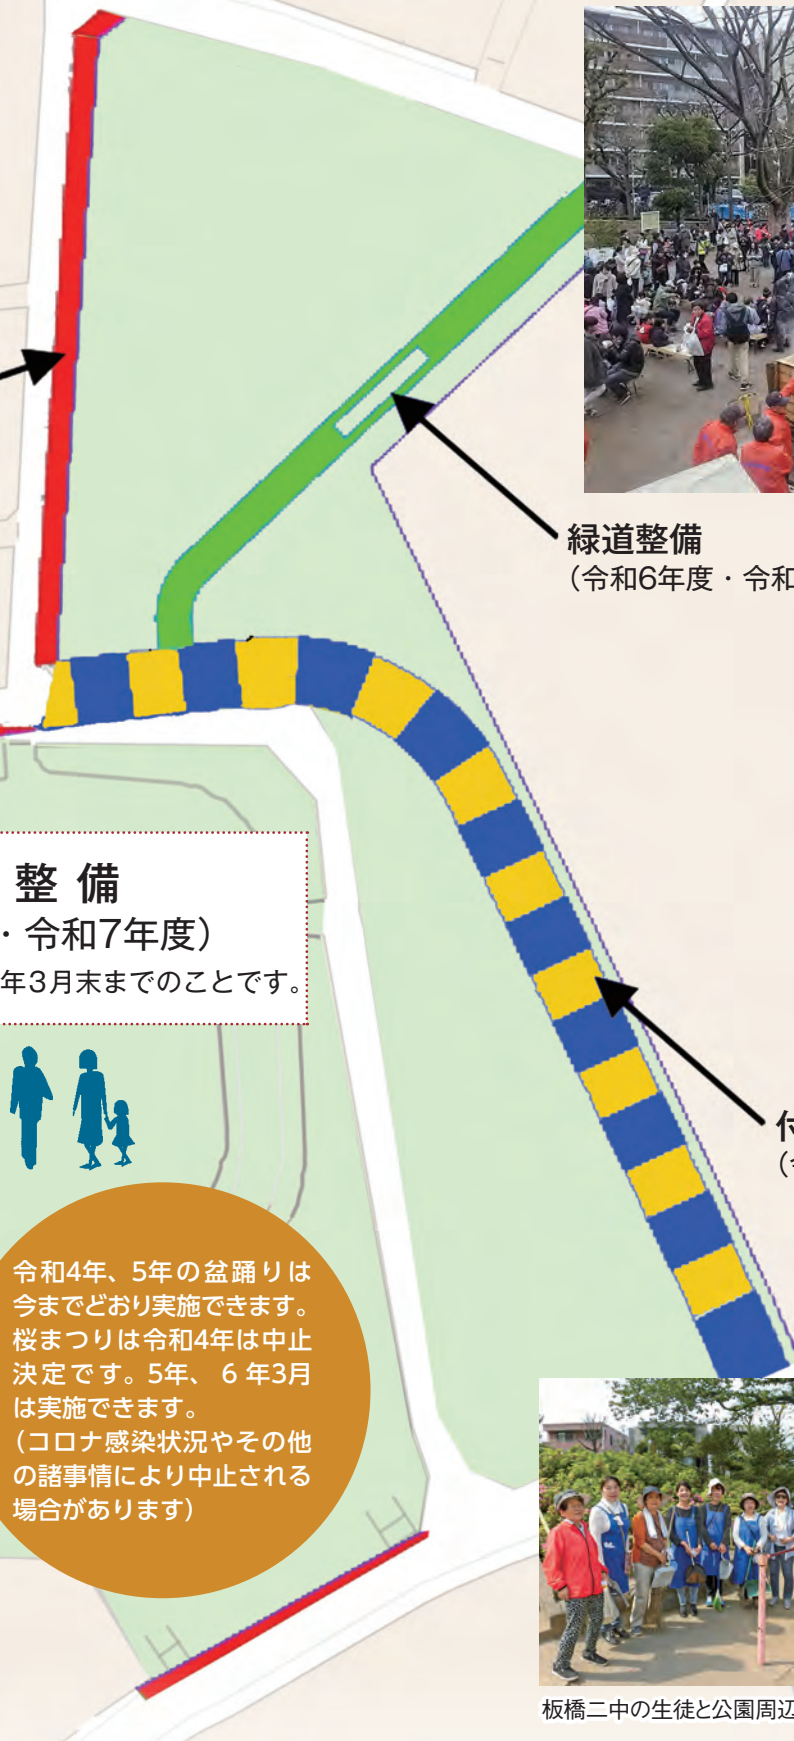 緑道整備
（令和6年度・令和
整備
・令和7年度）
年3月末までのことです。
付
（令
令和4年、5年の盆踊りは
今までどおり実施できます。
桜まつりは令和4年は中止
決定です。5年、6年3月
は実施できます。
（コロナ感染状況やその他
の諸事情により中止される
場合があります）
板橋二中の生徒と公園周辺